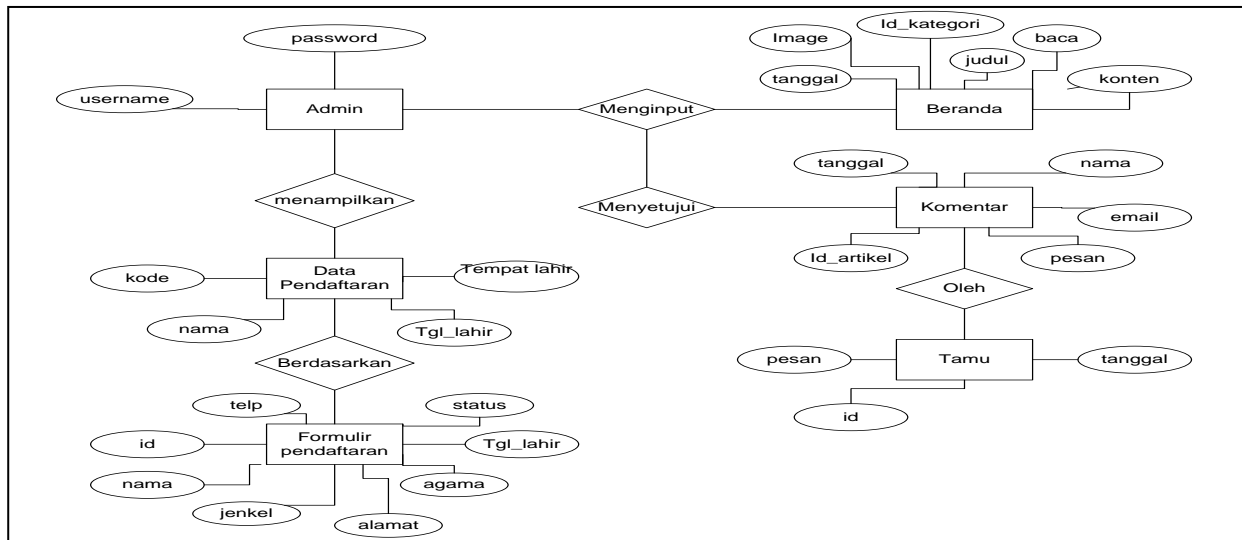 password
Id_kategori
Image
baca
judul
tanggal
konten
username
Admin
Menginput
Beranda
tanggal
nama
menampilkan
Menyetujui
Komentar
email
Id_artikel
pesan
Data
Pendaftaran
Tempat lahir
kode
nama
Tgl_lahir
Oleh
Berdasarkan
pesan
Tamu
tanggal
id
telp
status
id
Formulir
pendaftaran
Tgl_lahir
nama
agama
jenkel
alamat